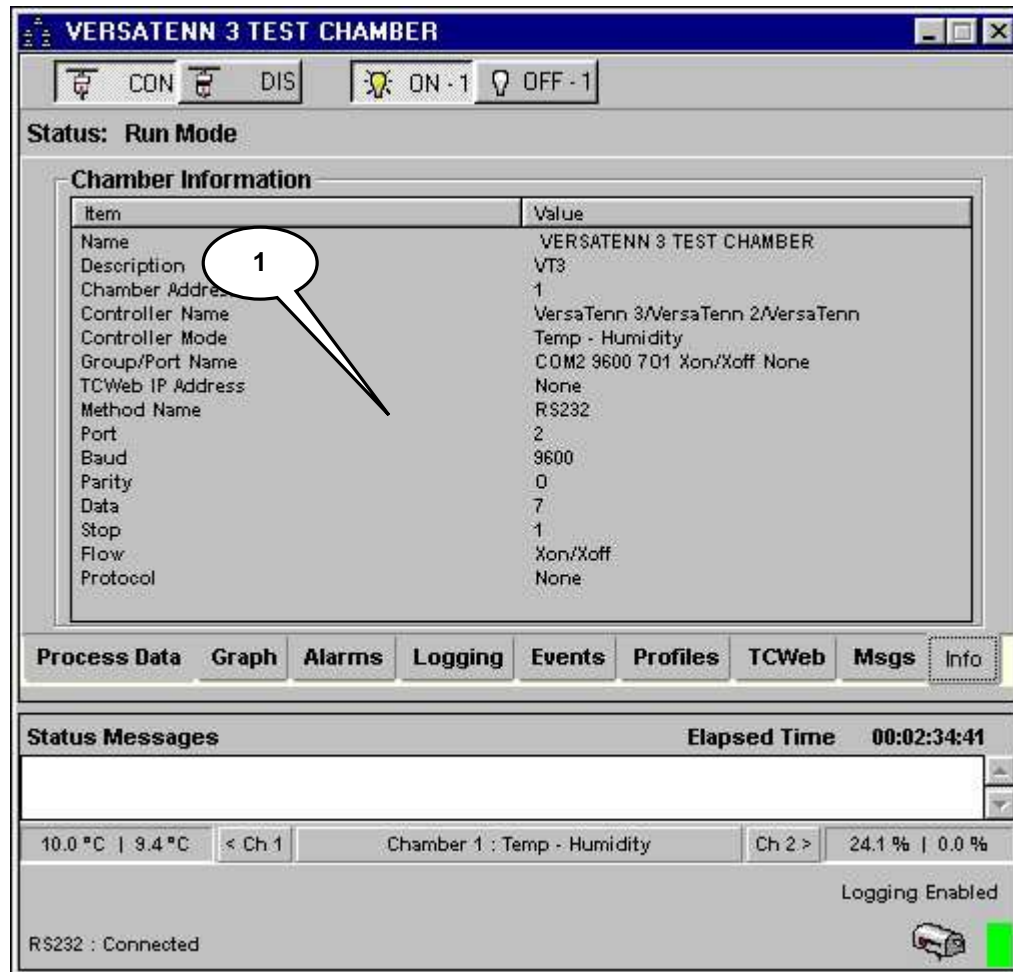 VERSATENN 3 TEST CHAMBER
CON DIS ON - 1 OFF - 1
Status: Run Mode
Chamber Information
Item Value
Name VERSATENN 3 TEST CHAMBER
Description VT3
1
Chamber Addre 1
Controller Name VersaTenn 3/VersaTenn 2/VersaTenn
Controller Mode Temp - Humidity
Group/Port Name COM2 9600 7O1 Xon/Xoff None
TCWeb IP Address None
Method Name RS232
Port 2
Baud 9600
Parity O
Data 7
Stop 1
Flow Xon/Xoff
Protocol None
Process Data Graph Alarms Logging Events Profiles TCWeb Msgs Info
Status Messages Elapsed Time 00:02:34:41
10.0 °C | 9.4 °C < Ch 1 Chamber 1 : Temp - Humidity Ch 2 > 24.1 % | 0.0 %
Logging Enabled
RS232 : Connected